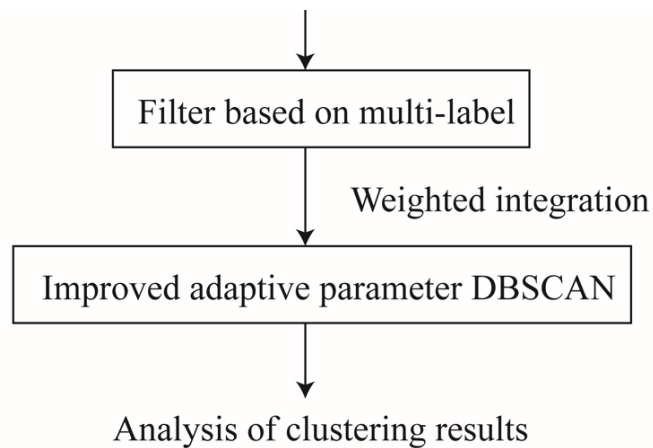 Filter based on multi-label
Weighted integration
Improved adaptive parameter DBSCAN
Analysis of clustering results